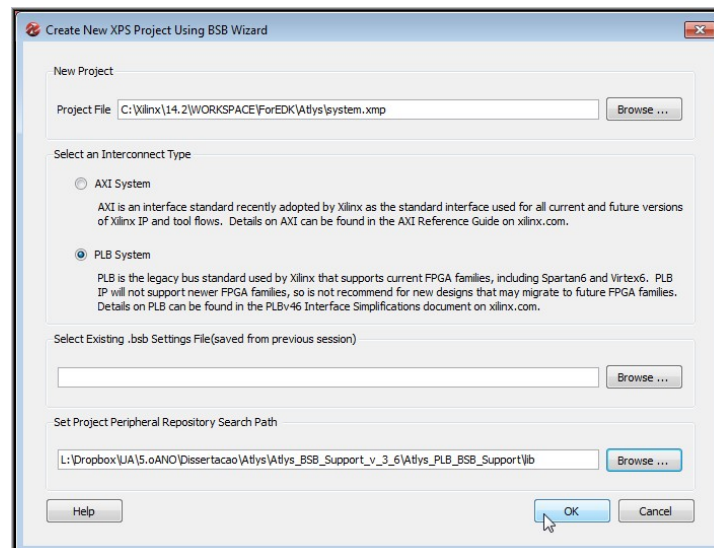 Create New XPS Project Using BSB Wizard
New Project
Project File C:\Xilinx\14.2\WORKSPACE\ForEDK\Atlys\system.xmp Browse ...
Select an Interconnect Type
AXI System
AXI is an interface standard recently adopted by Xilinx as the standard interface used for all current and future versions
of Xilinx IP and tool flows. Details on AXI can be found in the AXI Reference Guide on xilinx.com.
PLB System
PLB is the legacy bus standard used by Xilinx that supports current FPGA families, including Spartan6 and Virtex6. PLB
IP will not support newer FPGA families, so is not recommend for new designs that may migrate to future FPGA families.
Details on PLB can be found in the PLBv46 Interface Simplifications document on xilinx.com.
Select Existing .bsb Settings File(saved from previous session)
Browse ...
Set Project Peripheral Repository Search Path
L:\Dropbox\UA\5.oANO\Dissertacao\Atlys\Atlys_BSB_Support_v_3_6\Atlys_PLB_BSB_Support\lib Browse ...
Help OK Cancel